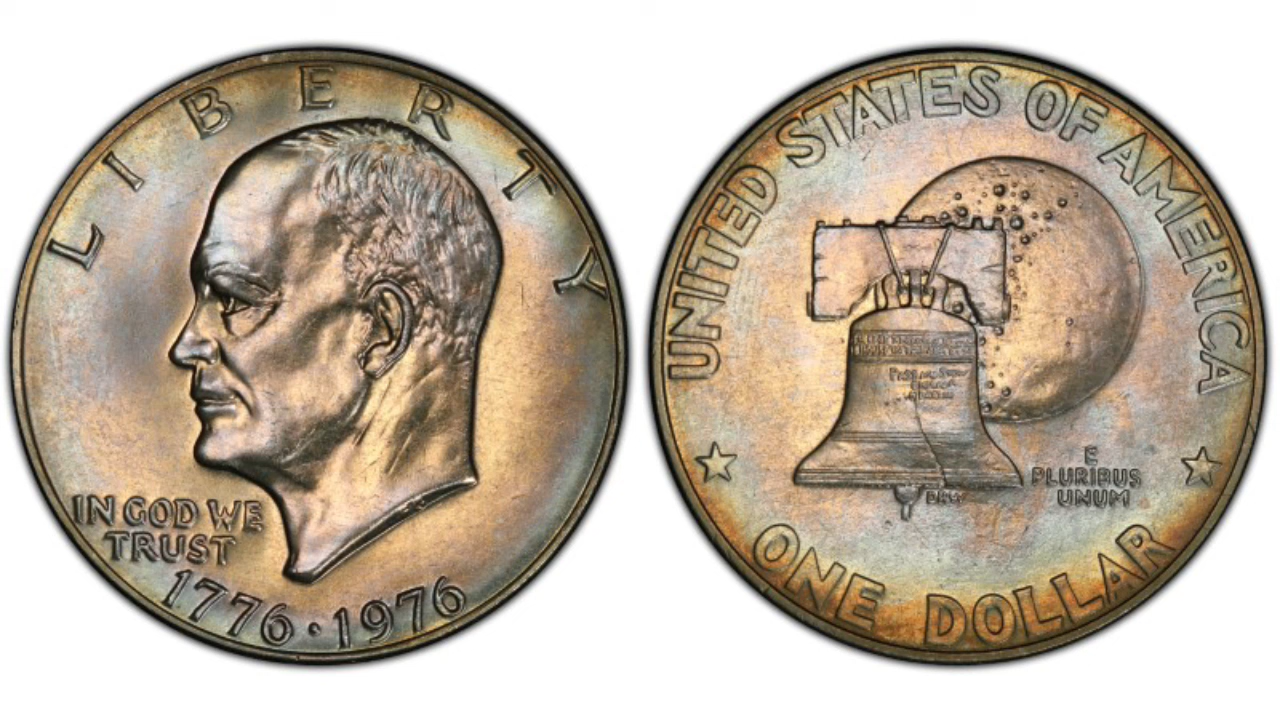 LIBERTY
IN GOD WE
TRUST
1776 · 1976
UNITED STATES OF AMERICA
E
PLURIBUS
UNUM
ONE DOLLAR